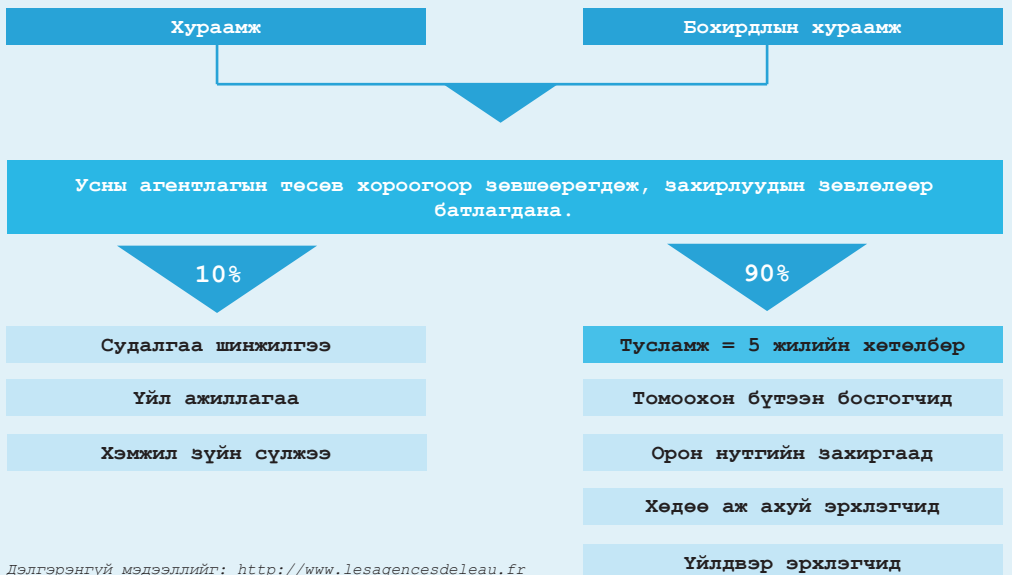 Хураамж
Бохирдлын хураамж
Усны агентлагын төсөв хороогоор зөвшөөрөгдөж, захирлуудын зөвлөлөөр
батлагдана.
10%
90%
Судалгаа шинжилгээ
Үйл ажиллагаа
Хэмжил зүйн сүлжээ
Тусламж = 5 жилийн хөтөлбөр
Томоохон бүтээн босгогчид
Орон нутгийн захиргаад
Хөдөө аж ахуй эрхлэгчид
Үйлдвэр эрхлэгчид
Дэлгэрэнгүй мэдээллийг: http://www.lesagencesdeleau.fr